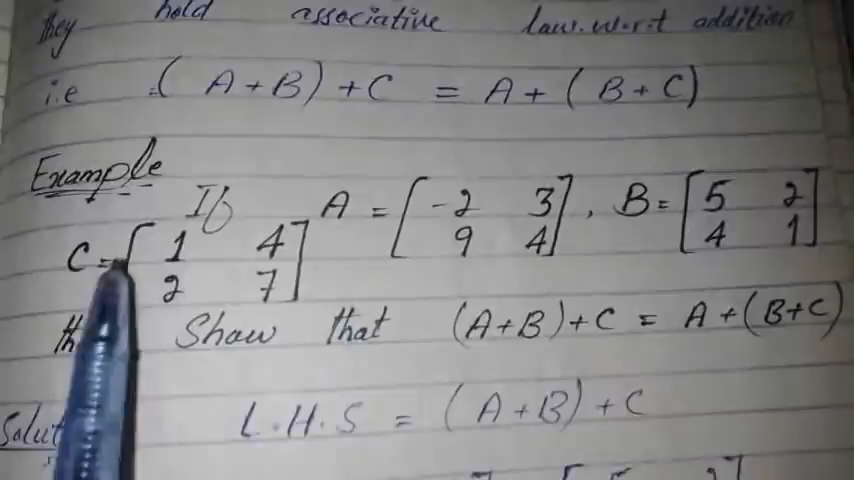 they hold associative law.w.r.t addition
i.e (A+B)+C = A+(B+C)
Example
If A = [-2 3], B = [5 2]
[9 4] [4 1]
C = [1 4]
[2 7]
Show that (A+B)+C = A+(B+C)
L.H.S = (A+B)+C